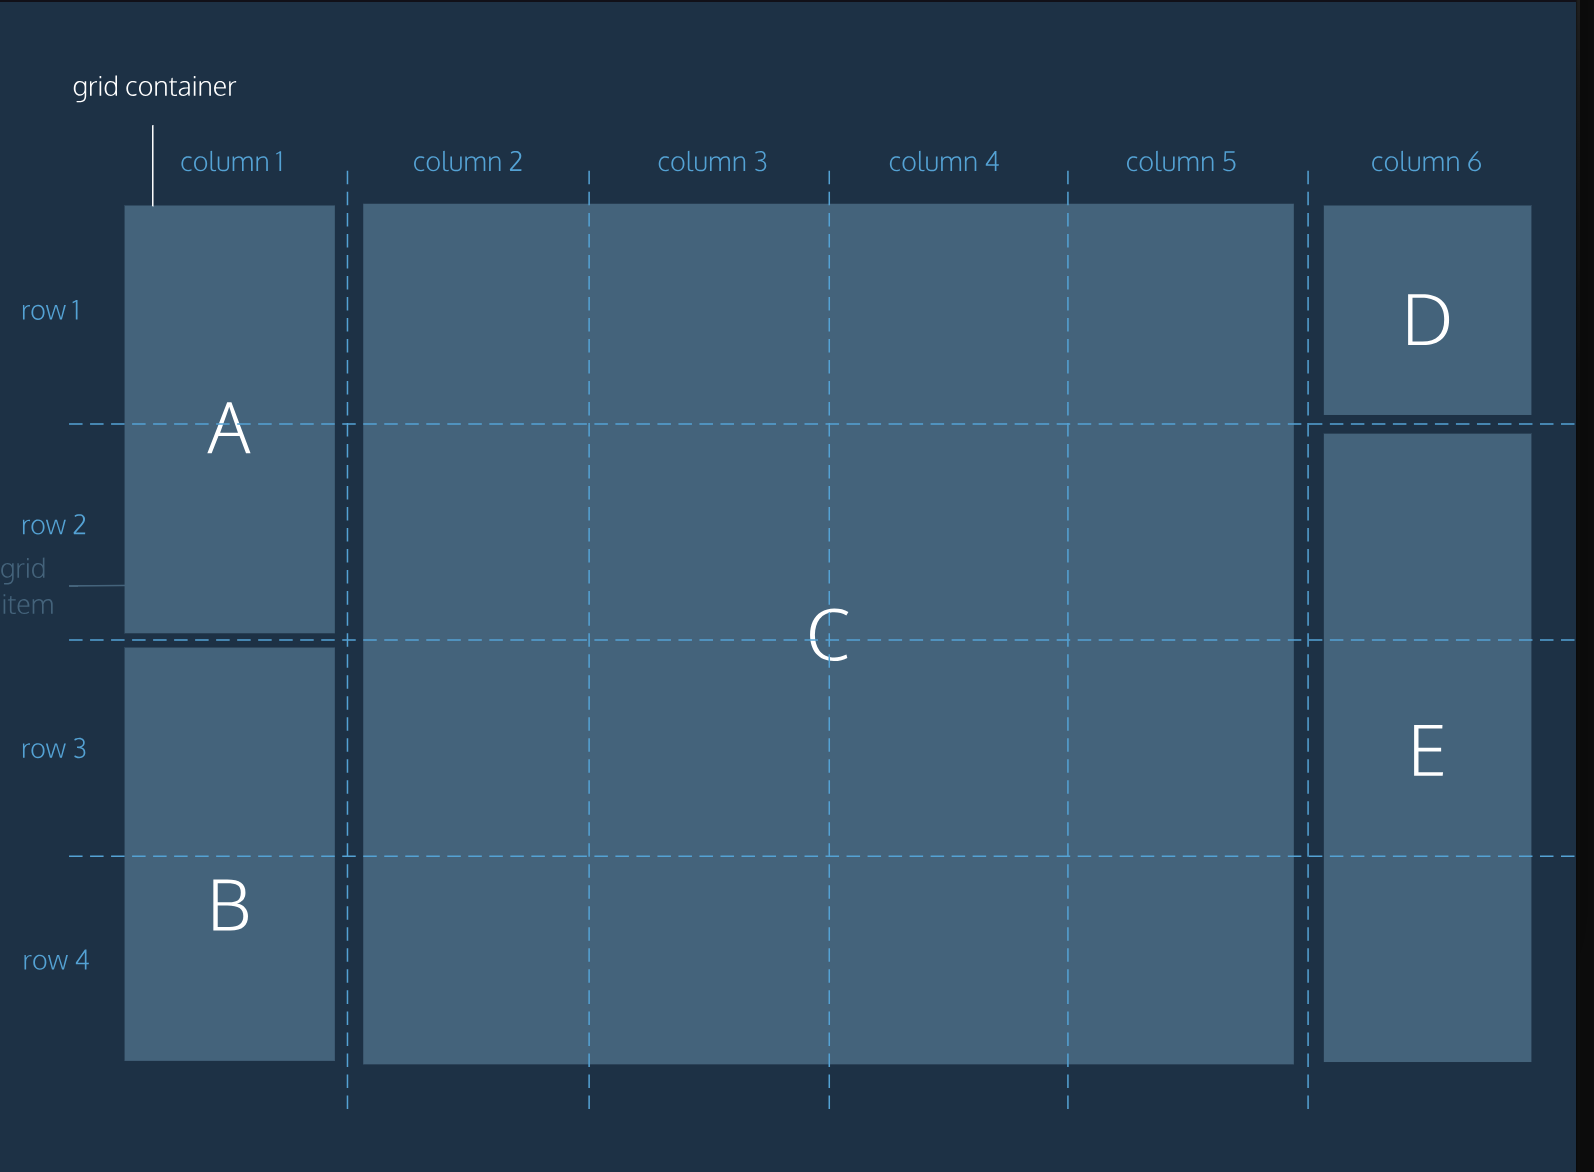 grid container
column 1
column 2
column 3
column 4
column 5
column 6
row 1
D
A
row 2
grid
item
C
row 3
E
B
row 4